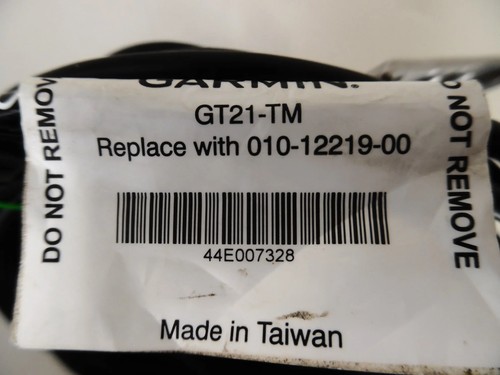 GARMIN.
GT21-TM
Replace with 010-12219-00
44E007328
Made in Taiwan
DO NOT REMOVE
DO NOT REMOVE